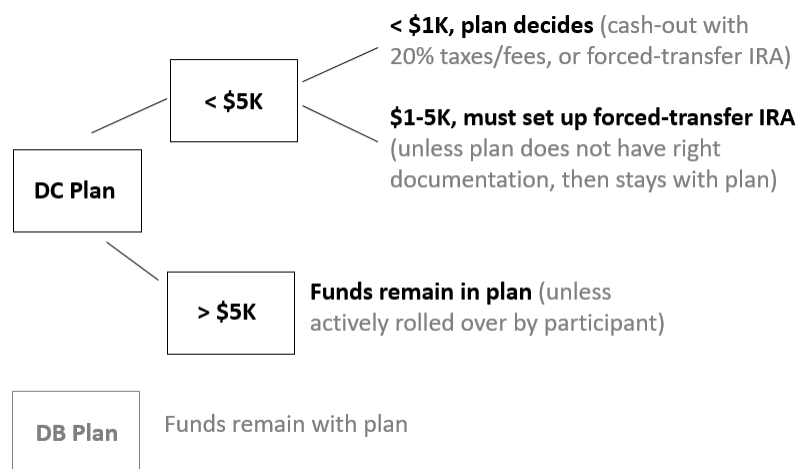 < $1K, plan decides (cash-out with
20% taxes/fees, or forced-transfer IRA)
< $5K
$1-5K, must set up forced-transfer IRA
(unless plan does not have right
documentation, then stays with plan)
DC Plan
> $5K
Funds remain in plan (unless
actively rolled over by participant)
DB Plan
Funds remain with plan